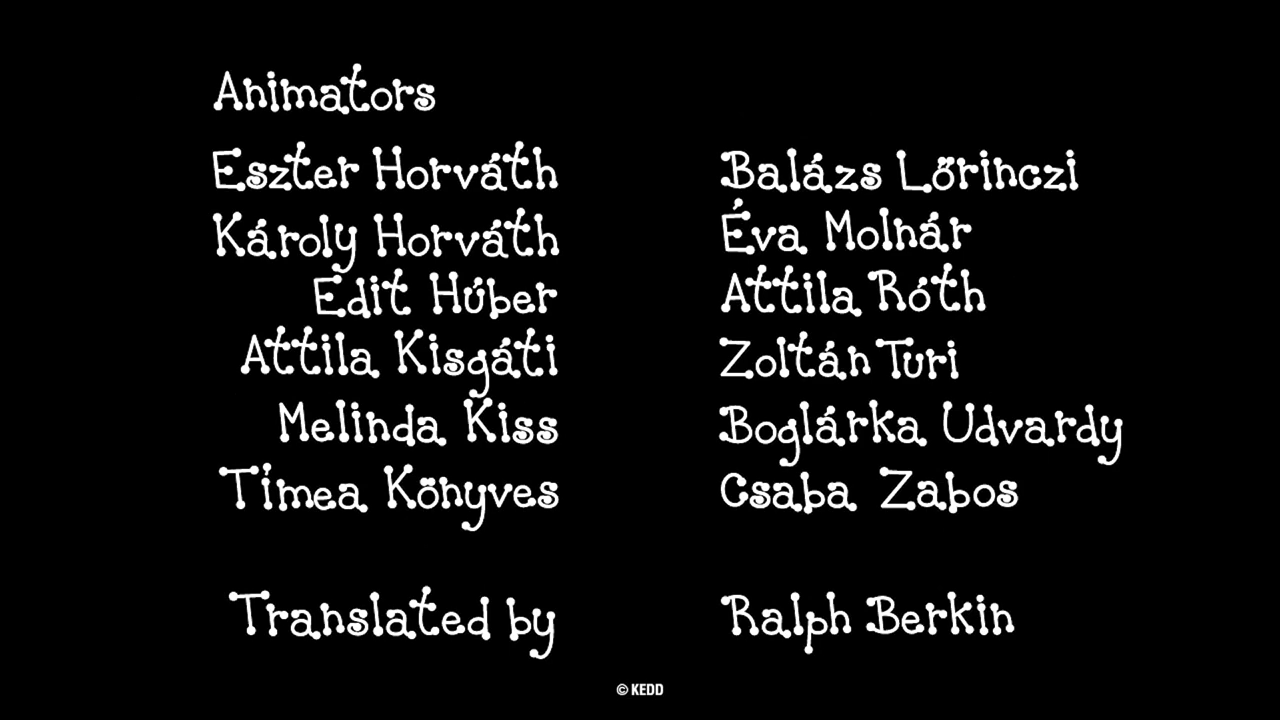 Animators
Eszter Horváth
Károly Horváth
Edit Húber
Attila Kisgáti
Melinda Kiss
Tímea Könyves
Balázs Lőrinczi
Éva Molnár
Attila Róth
Zoltán Turi
Boglárka Udvardy
Csaba Zabos
Translated by Ralph Berkin
© KEDD